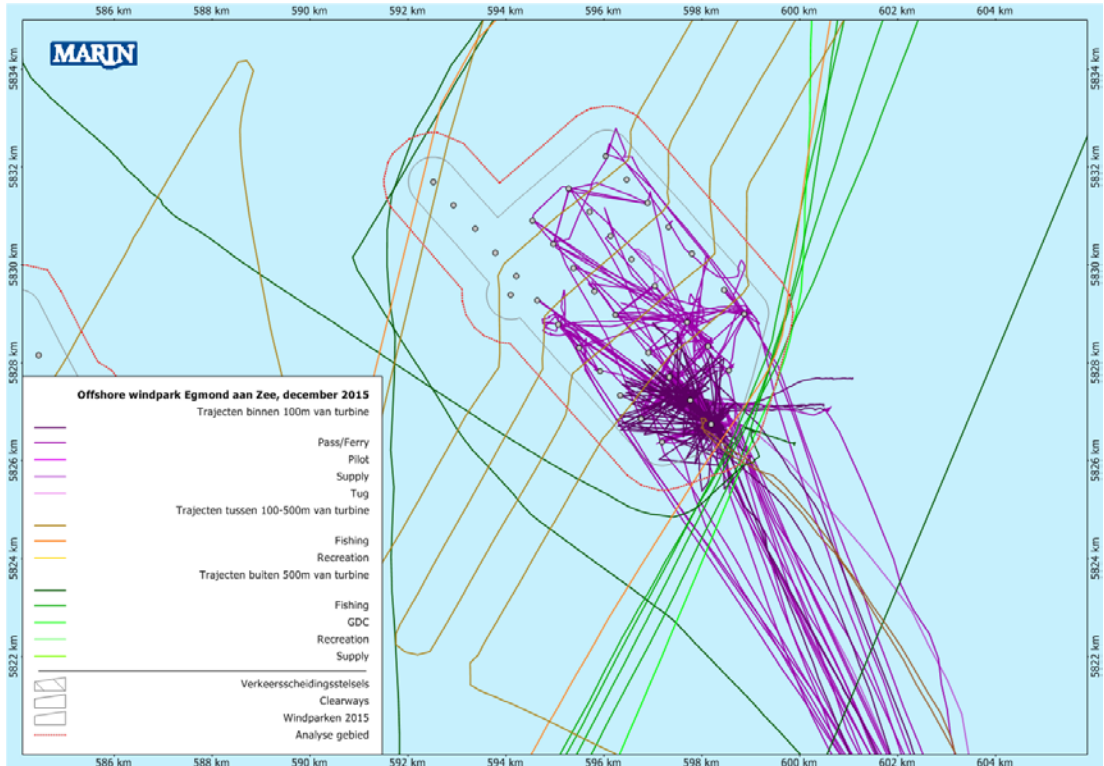 586 km 588 km 590 km 592 km 594 km 596 km 598 km 600 km 602 km 604 km
MARIN
5834 km 5834 km
5832 km 5832 km
5830 km 5830 km
5828 km 5828 km
5826 km 5826 km
5824 km 5824 km
5822 km 5822 km
Offshore windpark Egmond aan Zee, december 2015
Trajecten binnen 100m van turbine
Pass/Ferry
Pilot
Supply
Tug
Trajecten tussen 100-500m van turbine
Fishing
Recreation
Trajecten buiten 500m van turbine
Fishing
GDC
Recreation
Supply
Verkeersscheidingsstelsels
Clearways
Windparken 2015
Analyse gebied
586 km 588 km 590 km 592 km 594 km 596 km 598 km 600 km 602 km 604 km